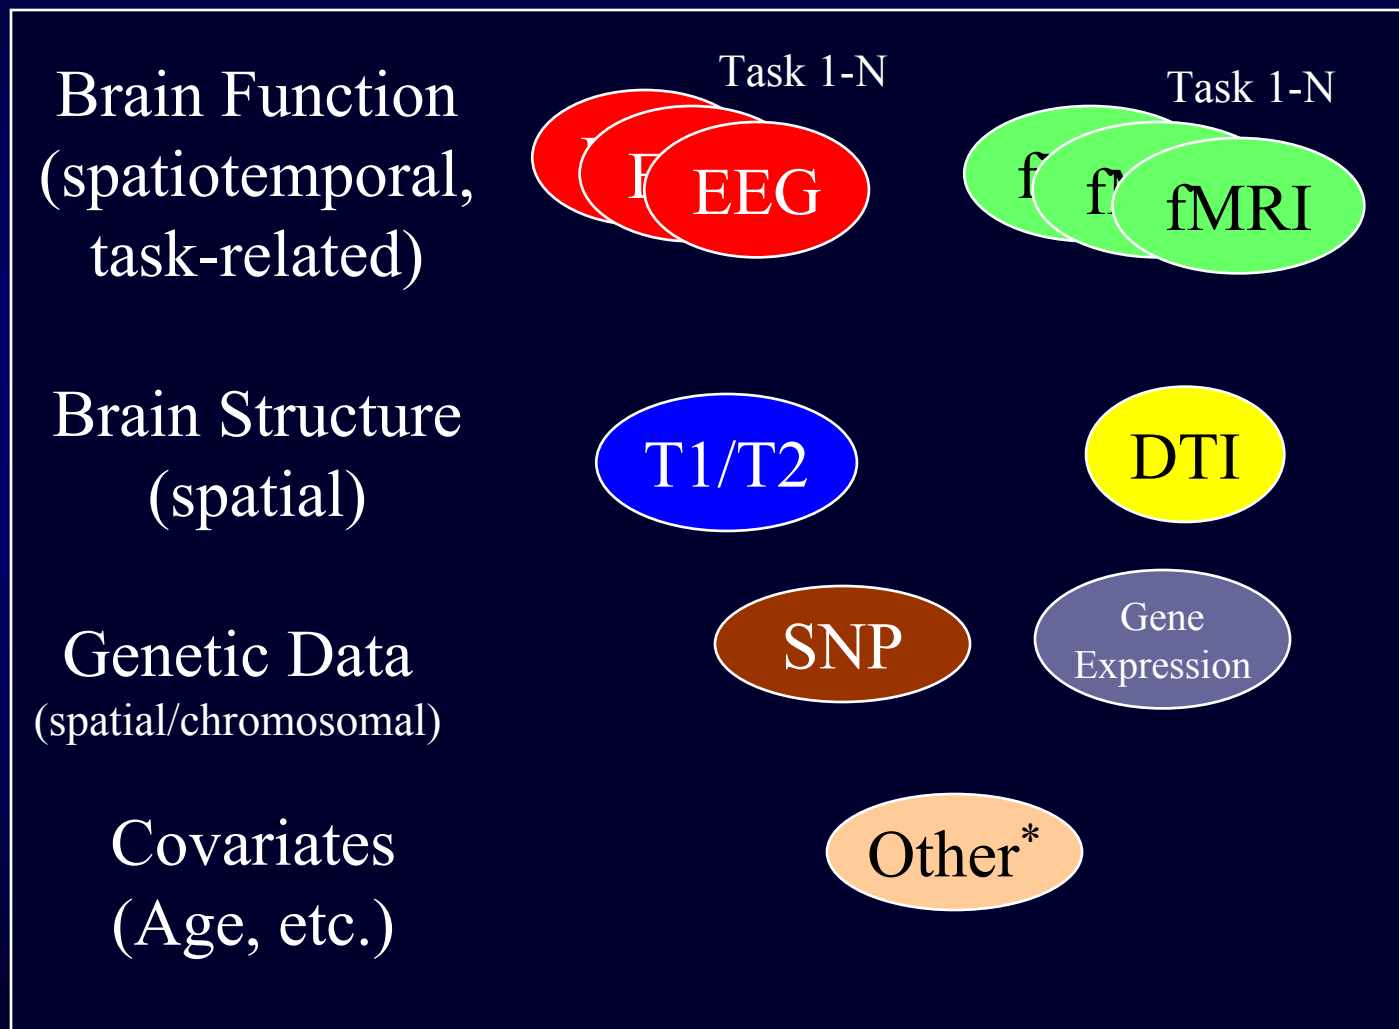 Brain Function
(spatiotemporal,
task-related)
Task 1-N
EEG
Task 1-N
fMRI
Brain Structure
(spatial)
T1/T2
DTI
Genetic Data
(spatial/chromosomal)
SNP
Gene
Expression
Covariates
(Age, etc.)
Other*